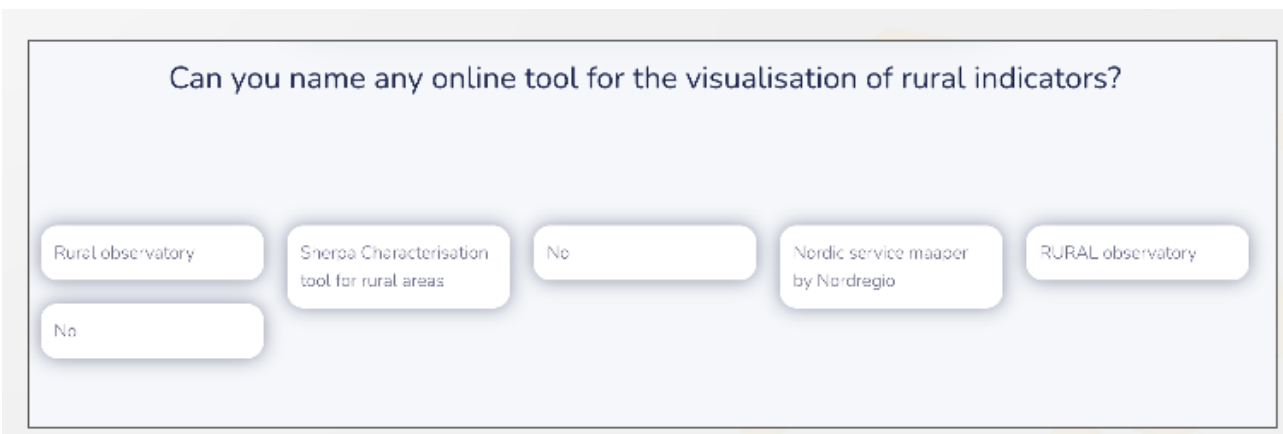 Can you name any online tool for the visualisation of rural indicators?
Rural observatory
Sherpa Characterisation
tool for rural areas
No
Nordic service maaper
by Nordregio
RURAL observatory
No